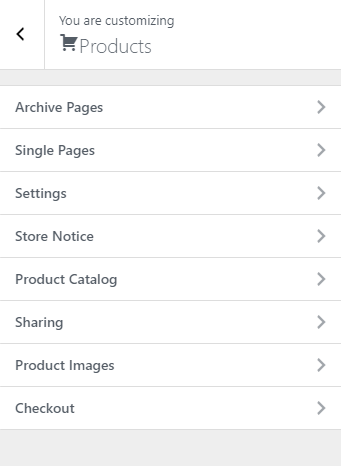 You are customizing
Products
Archive Pages
Single Pages
Settings
Store Notice
Product Catalog
Sharing
Product Images
Checkout